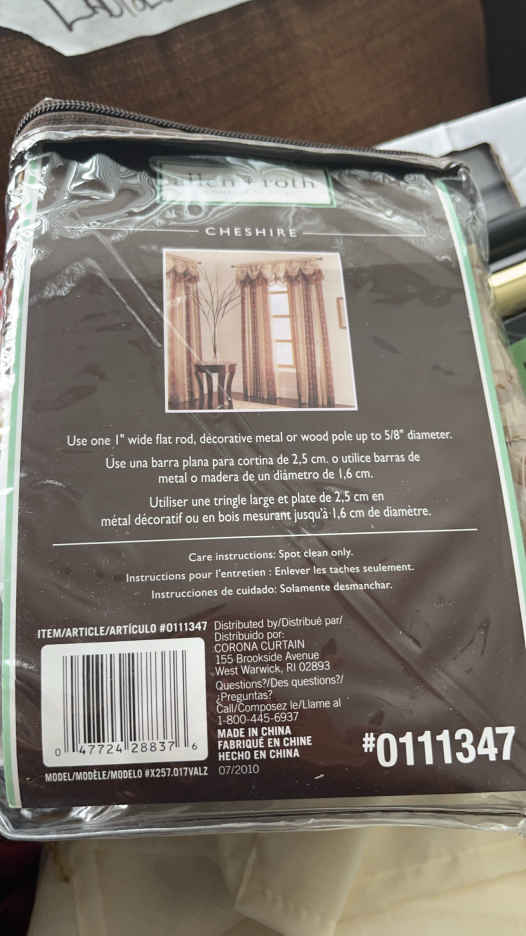 allen + roth
CHESHIRE
Use one 1" wide flat rod, décorative metal or wood pole up to 5/8" diameter.
Use una barra plana para cortina de 2,5 cm. o utilice barras de
metal o madera de un diâmetro de 1,6 cm.
Utiliser une tringle large et plate de 2,5 cm en
métal décoratif ou en bois mesurant jusqu'à 1,6 cm de diamètre.
Care instructions: Spot clean only.
Instructions pour l'entretien : Enlever les taches seulement.
Instrucciones de cuidado: Solamente desmanchar.
ITEM/ARTICLE/ARTÍCULO #0111347
0 47724 28837 6
MODEL/MODÈLE/MODELO #X257.017VALZ
Distributed by/Distribué par/
Distribuido por:
CORONA CURTAIN
155 Brookside Avenue
West Warwick, RI 02893
Questions?/Des questions?/
¿Preguntas?
Call/Composez le/Llame al
1-800-445-6937
MADE IN CHINA
FABRIQUÉ EN CHINE
HECHO EN CHINA
07/2010
#0111347